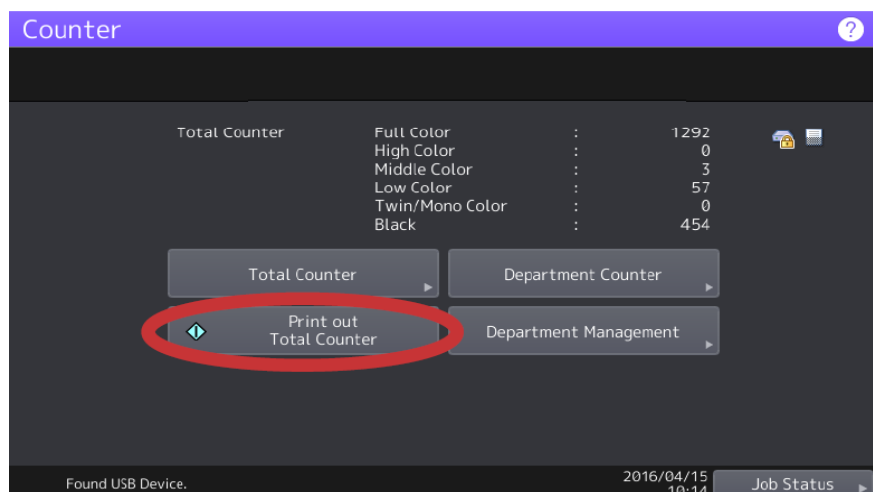 Counter ?
Total Counter Full Color : 1292
High Color : 0
Middle Color : 3
Low Color : 57
Twin/Mono Color : 0
Black : 454
Total Counter Department Counter
Print out
Total Counter
Department Management
Found USB Device.
2016/04/15
10:14
Job Status